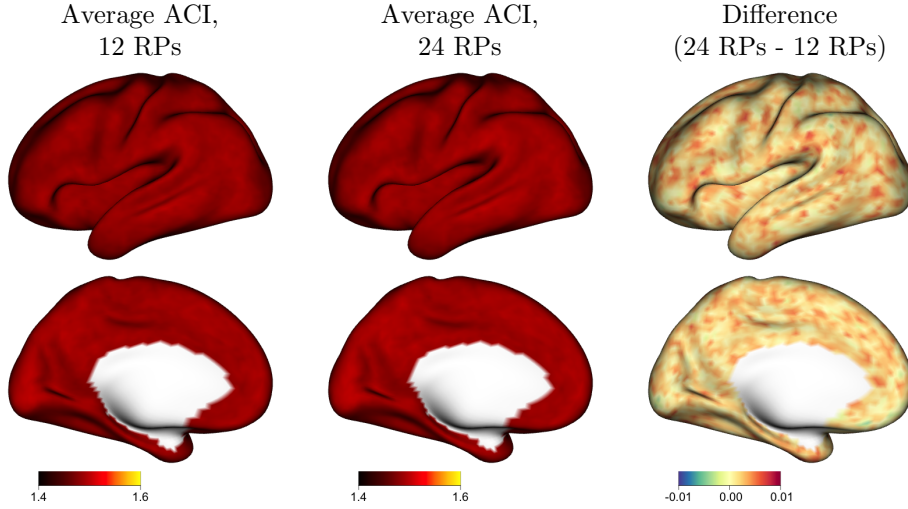 Average ACI,
12 RPs
Average ACI,
24 RPs
Difference
(24 RPs - 12 RPs)
1.4 1.6
1.4 1.6
-0.01 0.00 0.01